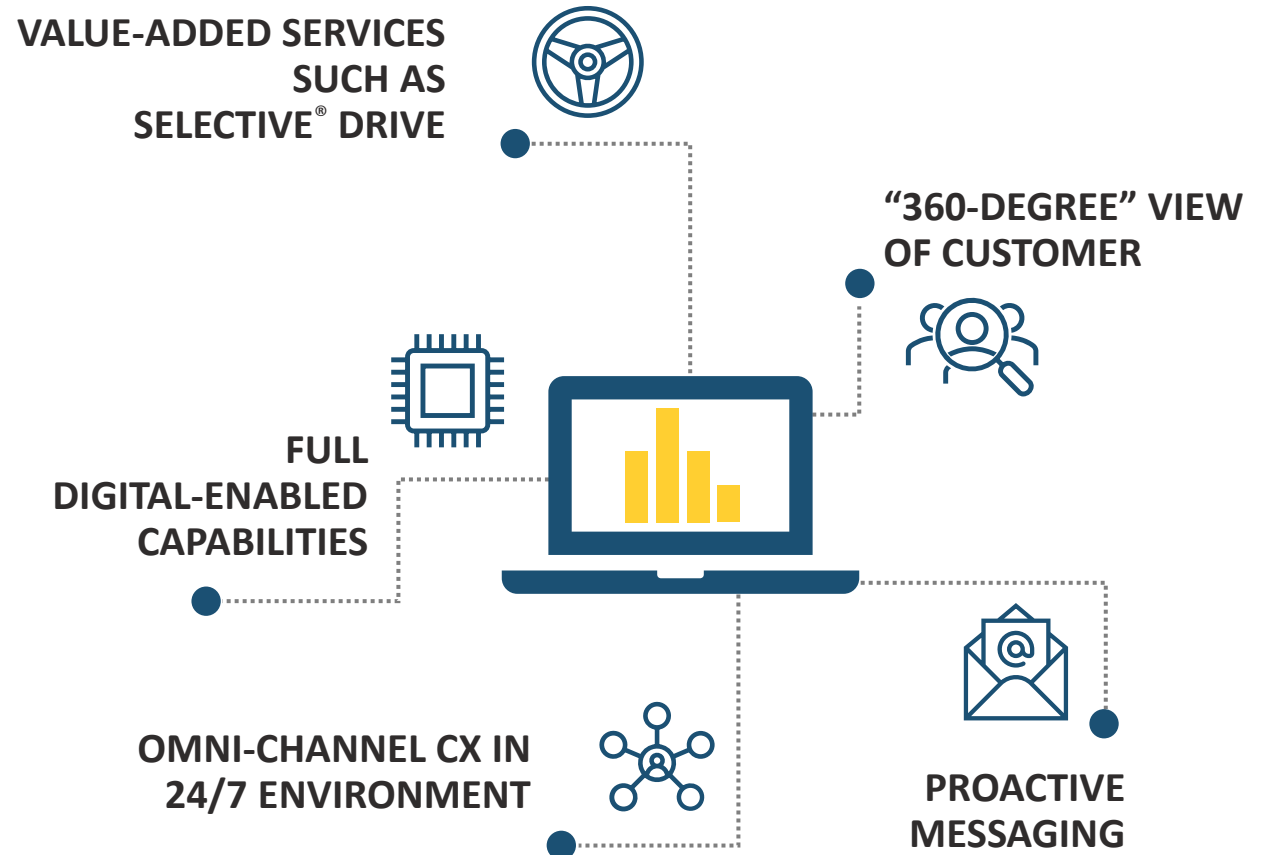 VALUE-ADDED SERVICES
SUCH AS
SELECTIVE® DRIVE
“360-DEGREE” VIEW
OF CUSTOMER
FULL
DIGITAL-ENABLED
CAPABILITIES
@
OMNI-CHANNEL CX IN
24/7 ENVIRONMENT
PROACTIVE
MESSAGING